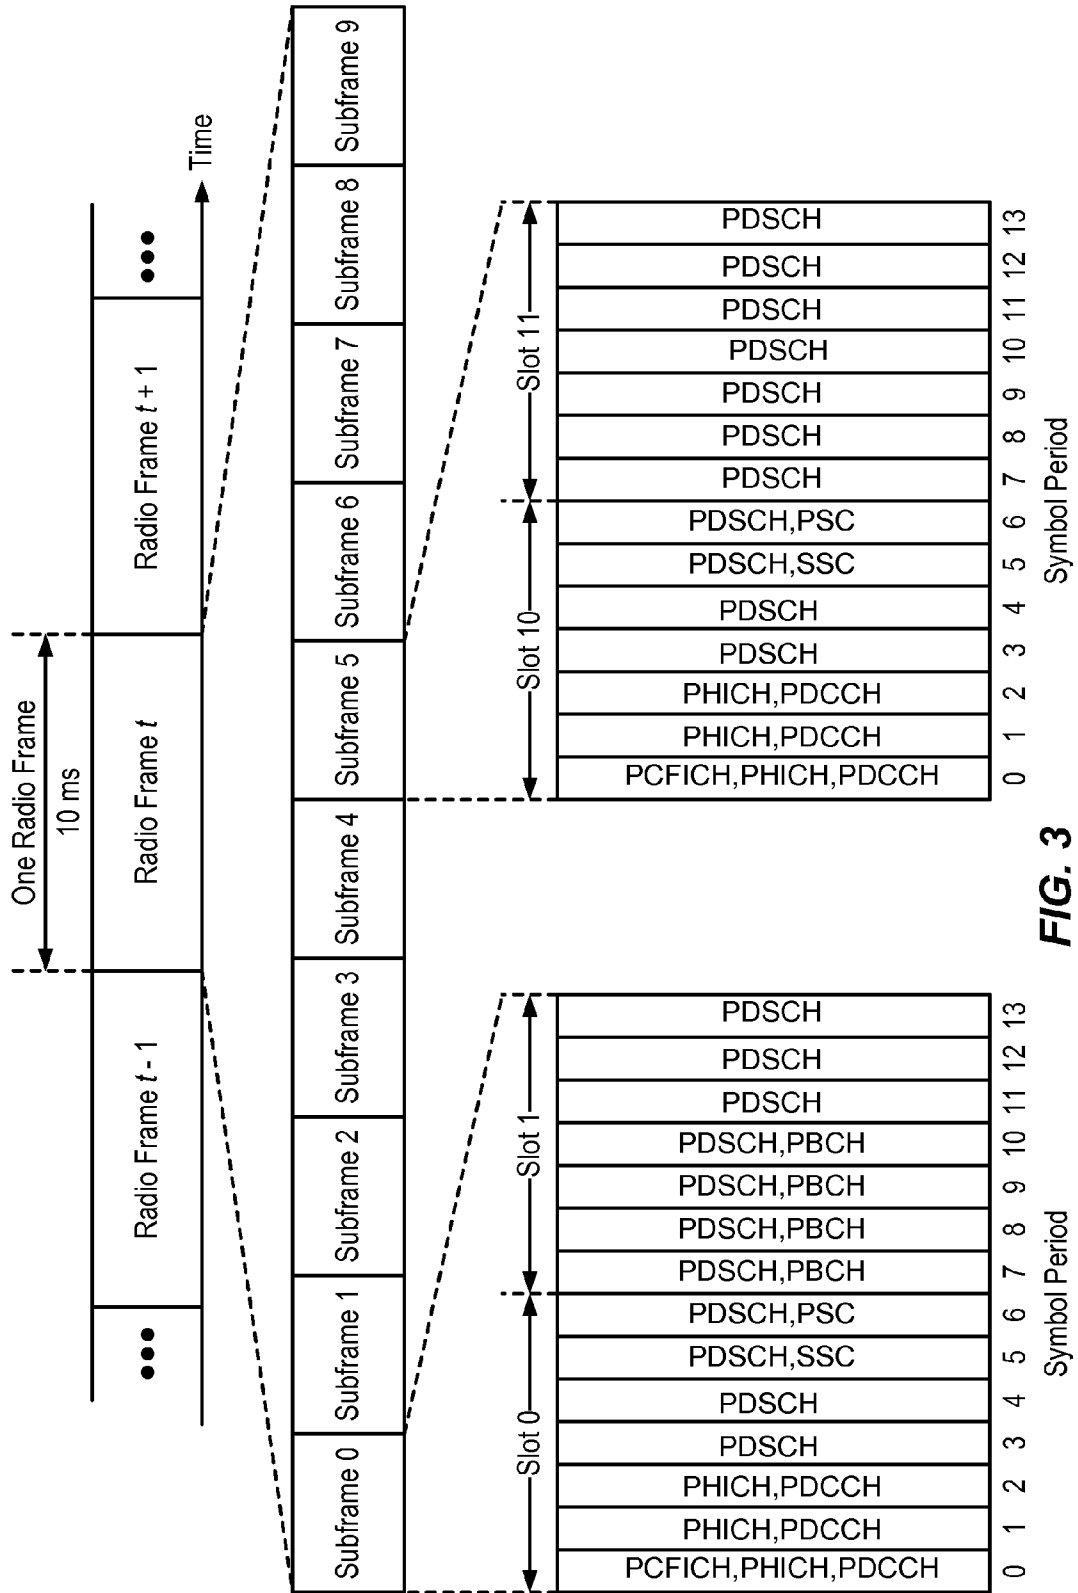 One Radio Frame
10 ms
Radio Frame t - 1
Radio Frame t
Radio Frame t + 1
Time
Subframe 0
Subframe 1
Subframe 2
Subframe 3
Subframe 4
Subframe 5
Subframe 6
Subframe 7
Subframe 8
Subframe 9
Slot 0
Slot 1
PCFICH,PHICH,PDCCH
PHICH,PDCCH
PHICH,PDCCH
PDSCH
PDSCH
PDSCH,SSC
PDSCH,PSC
PDSCH,PBCH
PDSCH,PBCH
PDSCH,PBCH
PDSCH,PBCH
PDSCH
PDSCH
PDSCH
0 1 2 3 4 5 6 7 8 9 10 11 12 13
Symbol Period
Slot 10
Slot 11
PCFICH,PHICH,PDCCH
PHICH,PDCCH
PHICH,PDCCH
PDSCH
PDSCH
PDSCH,SSC
PDSCH,PSC
PDSCH
PDSCH
PDSCH
PDSCH
PDSCH
PDSCH
PDSCH
0 1 2 3 4 5 6 7 8 9 10 11 12 13
Symbol Period
FIG. 3